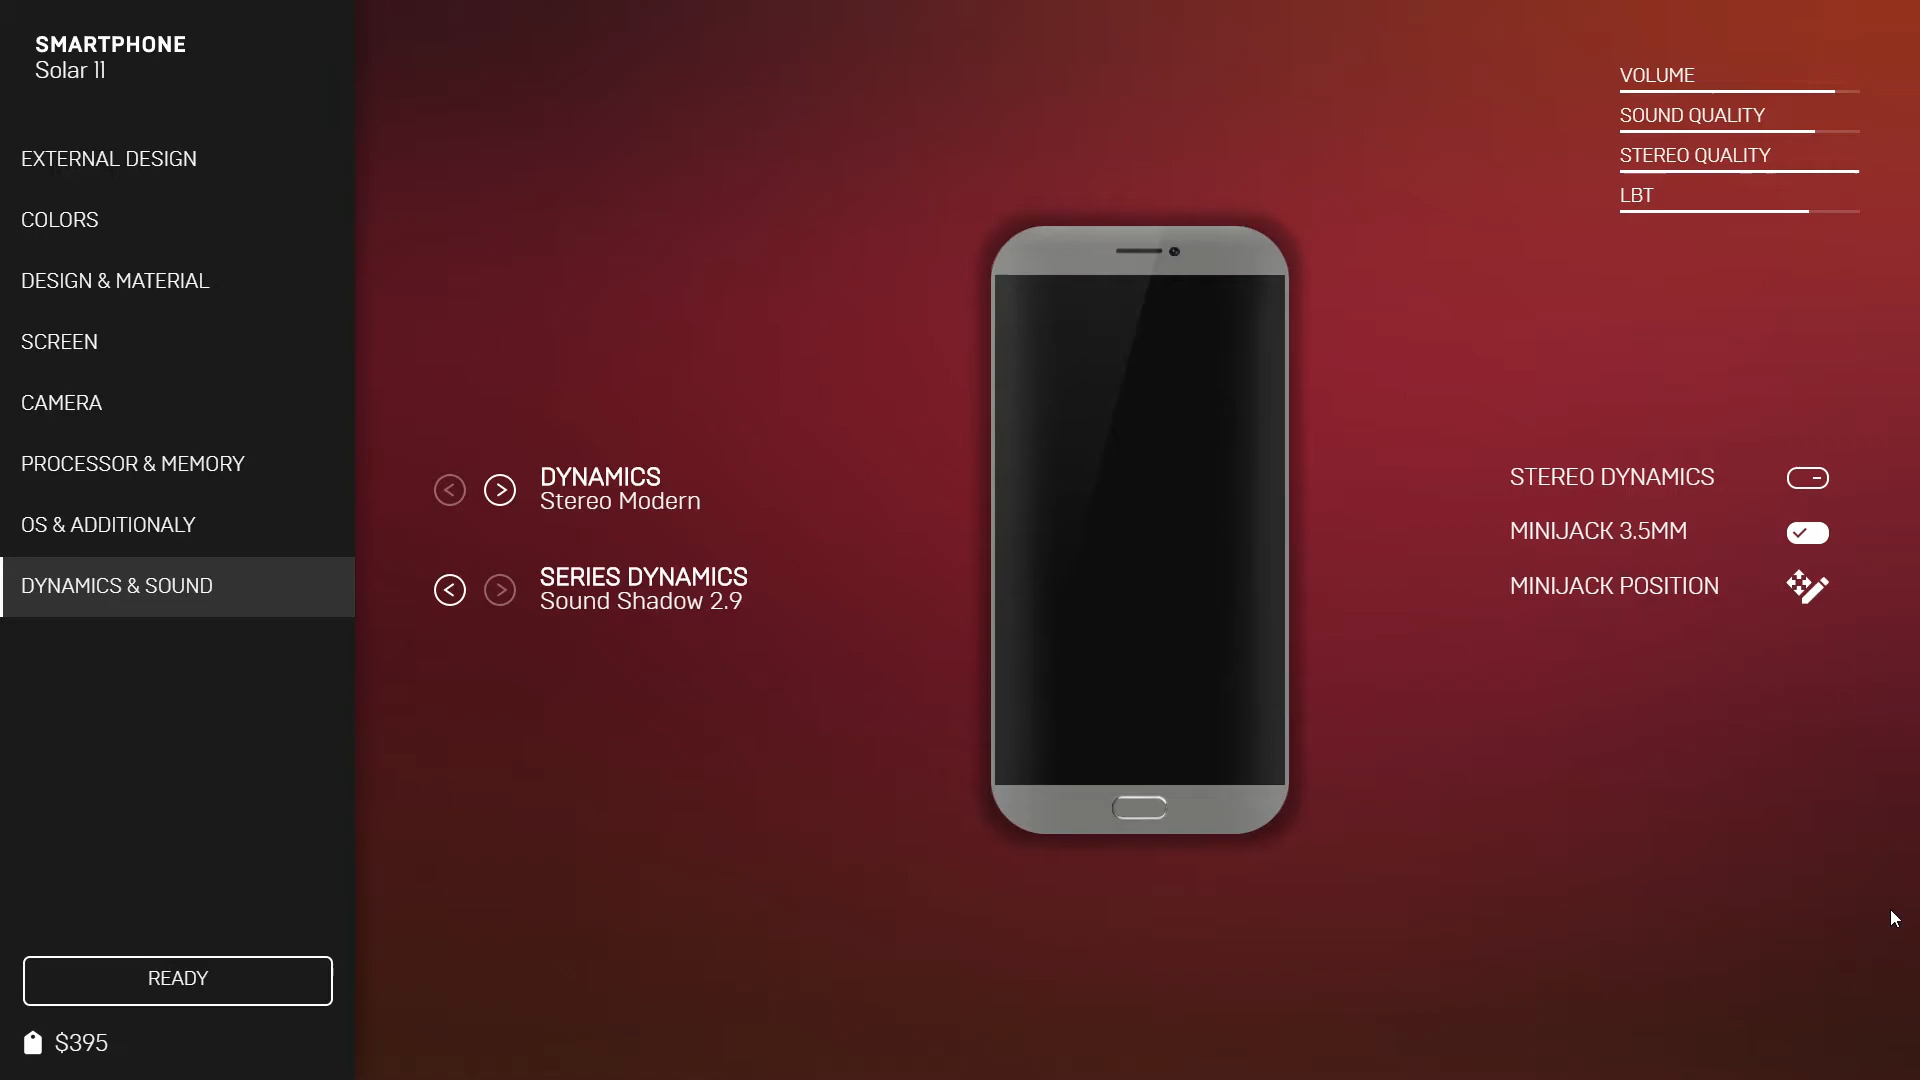 SMARTPHONE
Solar 11
EXTERNAL DESIGN
COLORS
DESIGN & MATERIAL
SCREEN
CAMERA
PROCESSOR & MEMORY
OS & ADDITIONALY
DYNAMICS & SOUND
READY
$395
DYNAMICS
Stereo Modern
SERIES DYNAMICS
Sound Shadow 2.9
VOLUME
SOUND QUALITY
STEREO QUALITY
LBT
STEREO DYNAMICS
MINIJACK 3.5MM
MINIJACK POSITION